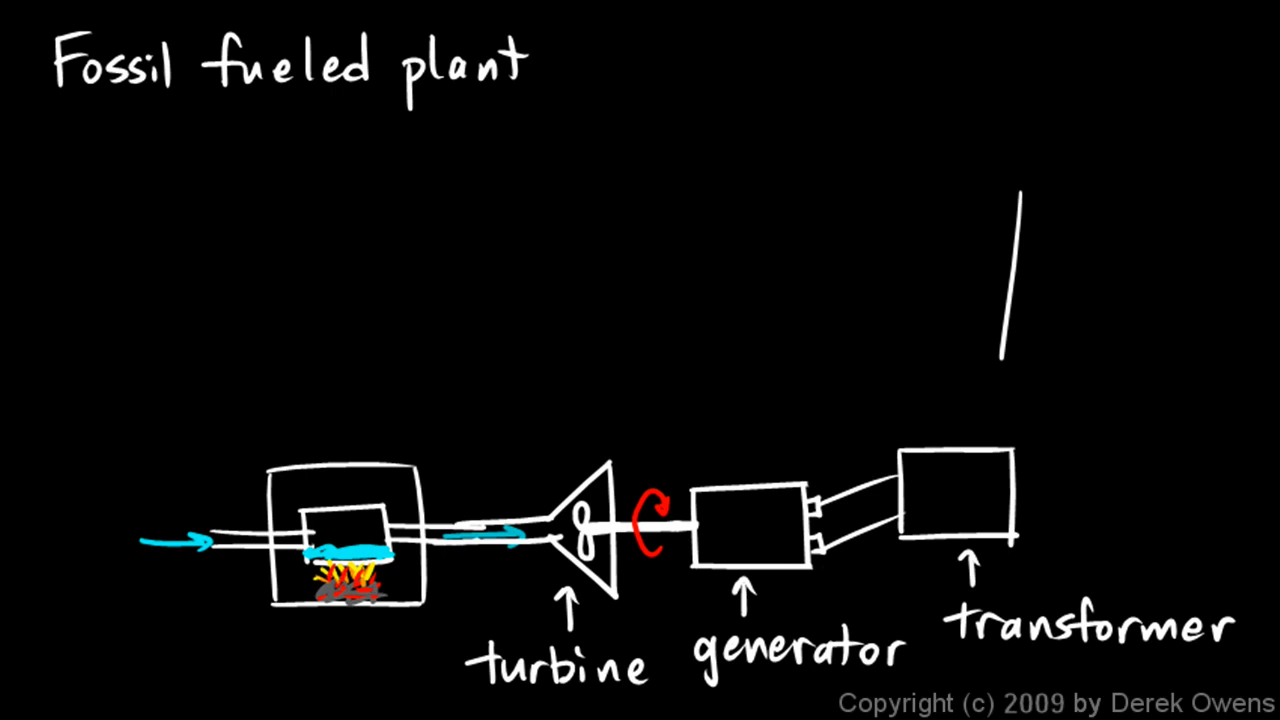 Fossil fueled plant
turbine
generator
transformer
Copyright (c) 2009 by Derek Owens